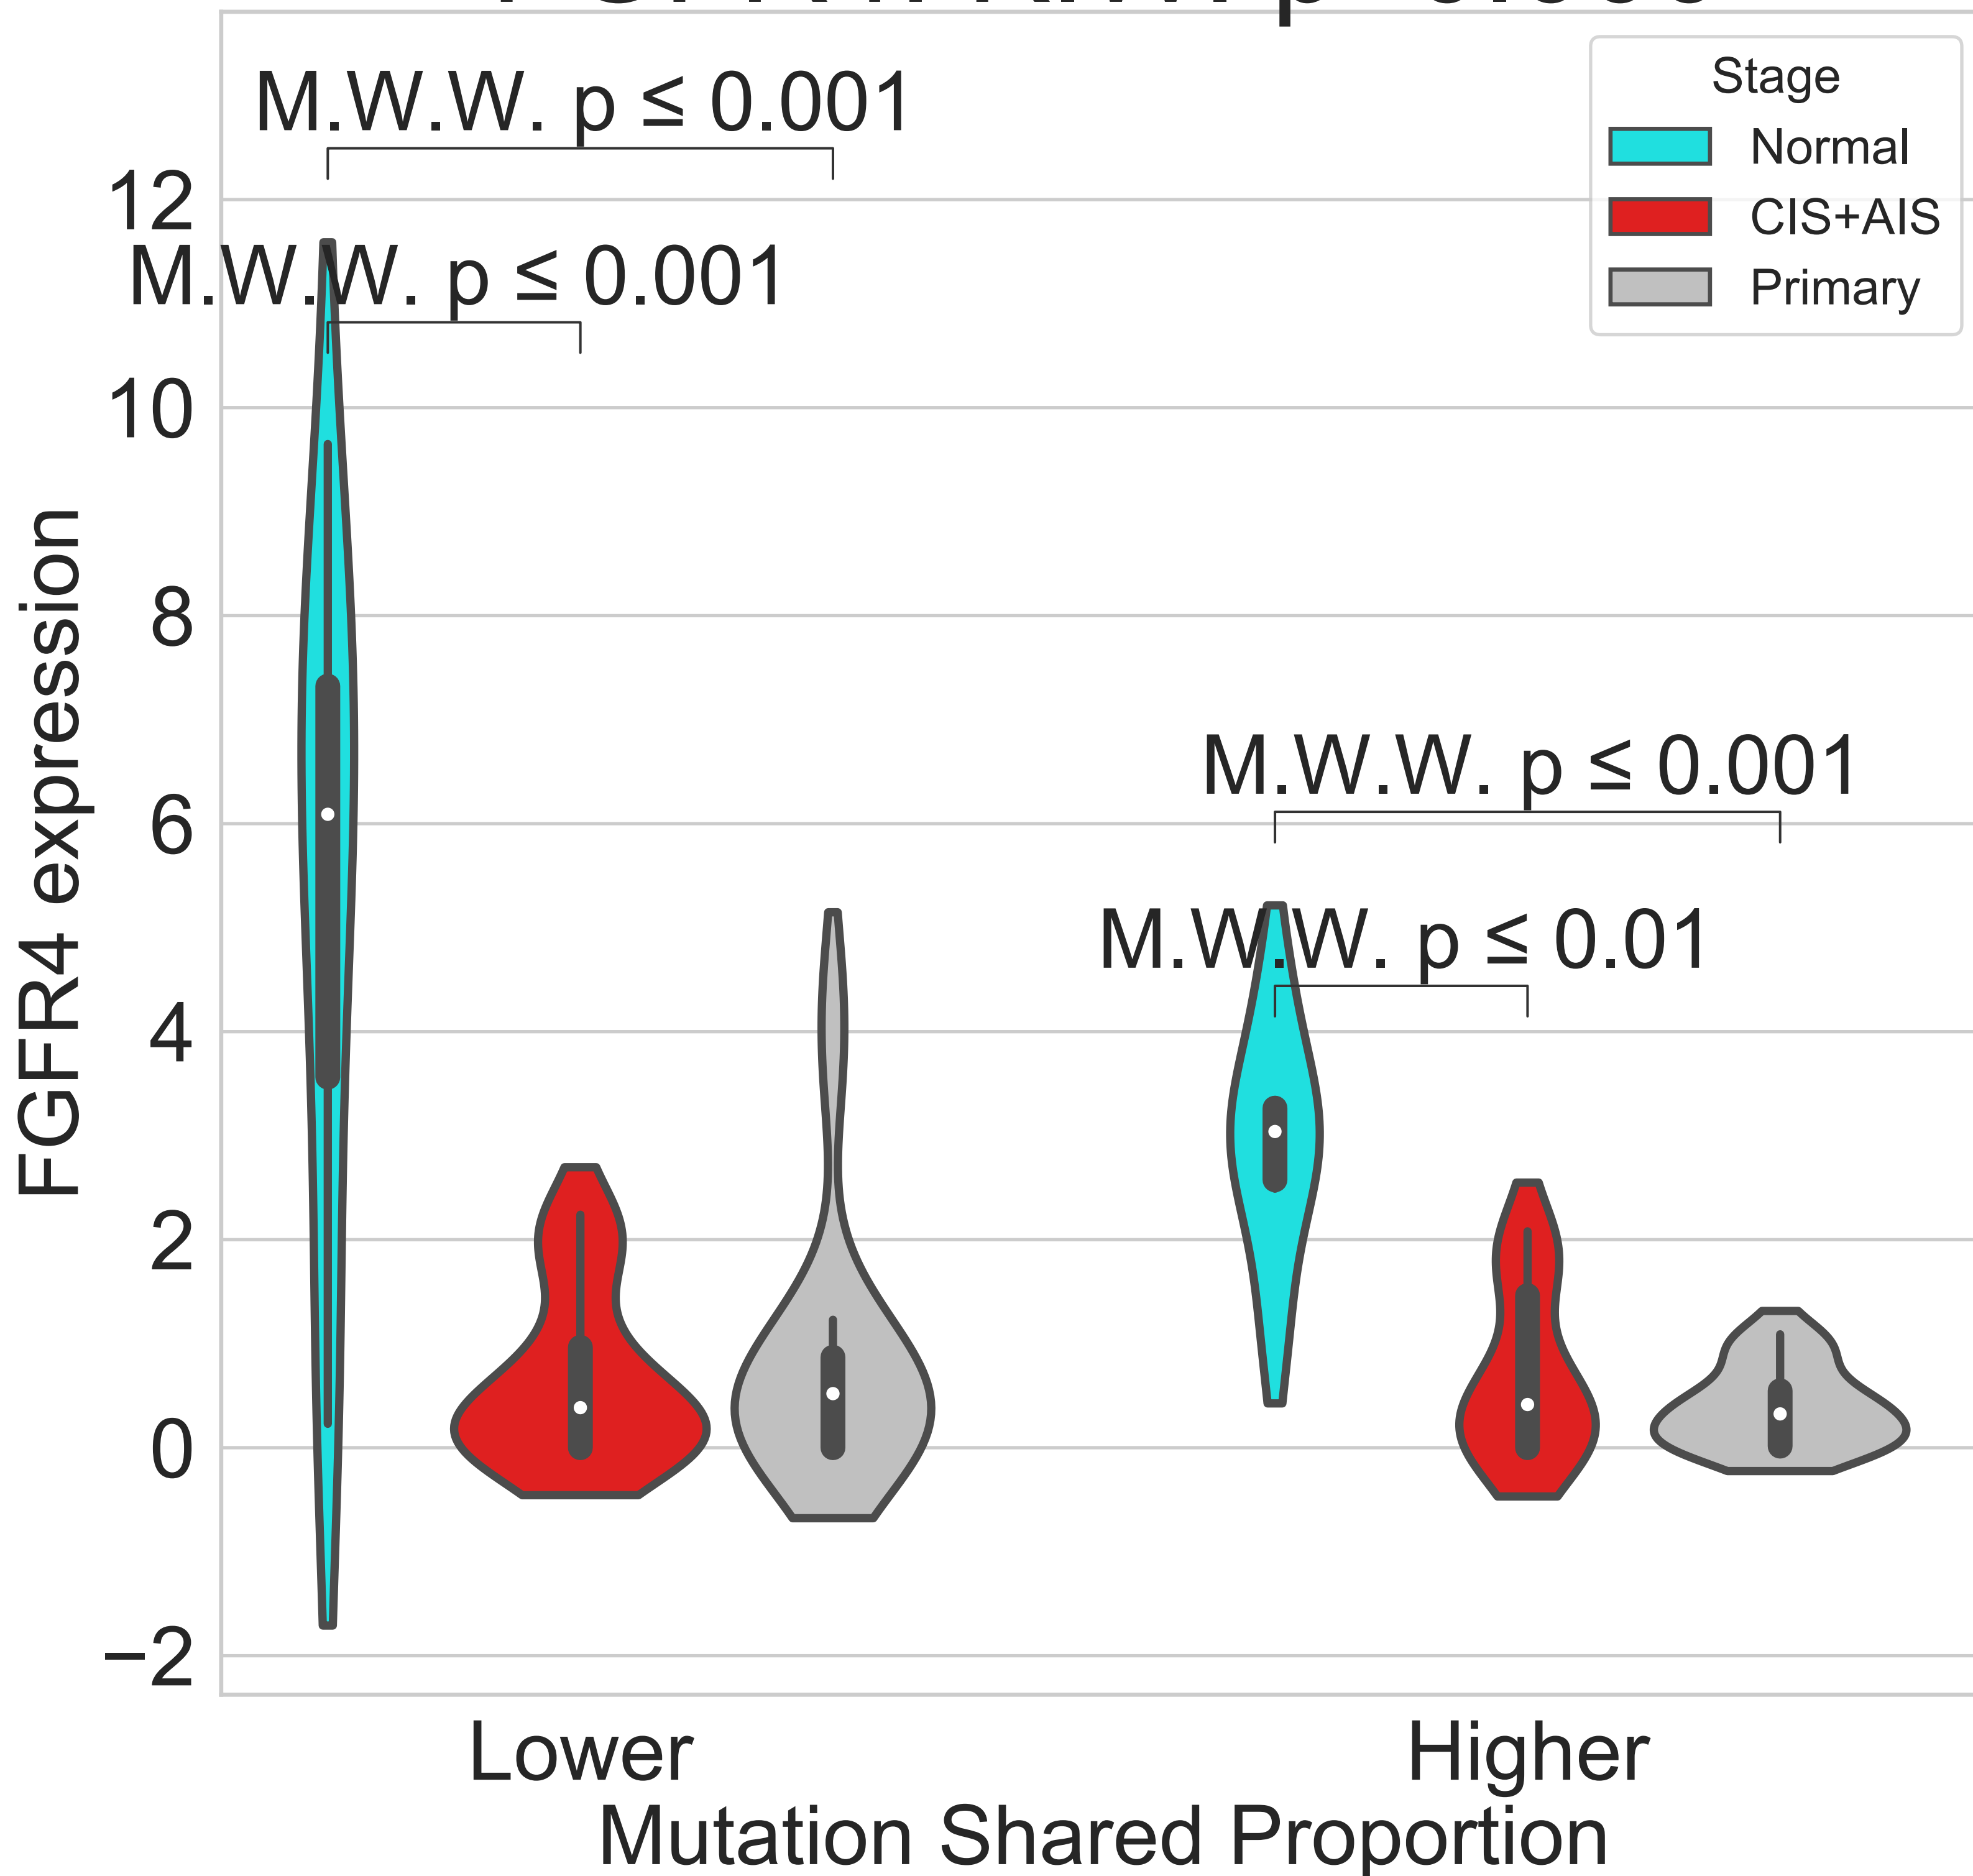 M.W.W. p ≤ 0.001
Stage
Normal
CIS+AIS
Primary
M.W.W. p ≤ 0.001
M.W.W. p ≤ 0.001
M.W.W. p ≤ 0.01
12
10
8
6
4
2
0
−2
FGFR4 expression
Lower
Higher
Mutation Shared Proportion